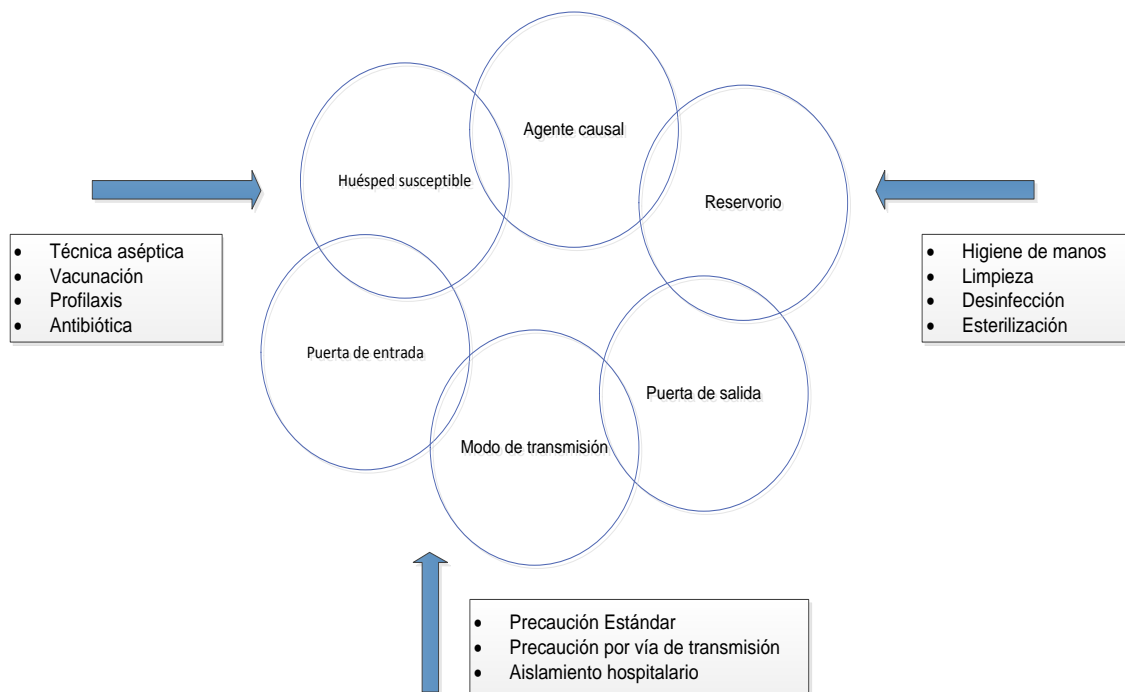 Agente causal
Huésped susceptible
Reservorio
• Técnica aséptica
• Vacunación
• Profilaxis
• Antibiótica
• Higiene de manos
• Limpieza
• Desinfección
• Esterilización
Puerta de entrada
Puerta de salida
Modo de transmisión
• Precaución Estándar
• Precaución por vía de transmisión
• Aislamiento hospitalario